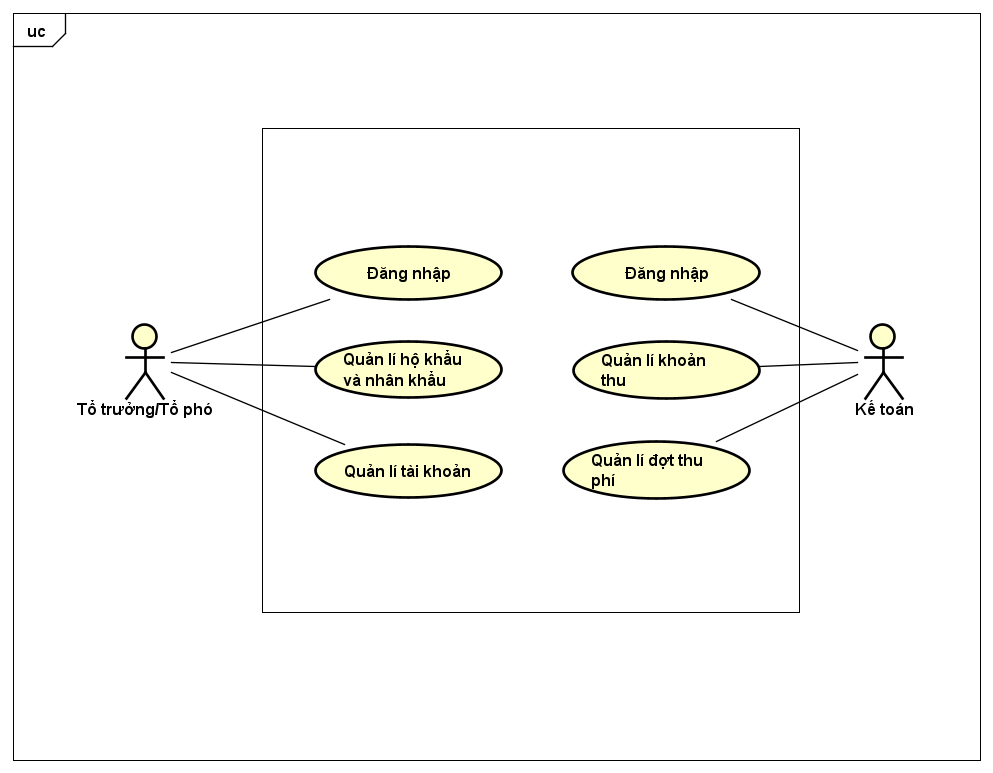 uc
Đăng nhập
Đăng nhập
Quản lí hộ khẩu
và nhân khẩu
Quản lí khoản
thu
Tổ trưởng/Tổ phó
Kế toán
Quản lí tài khoản
Quản lí đợt thu
phí